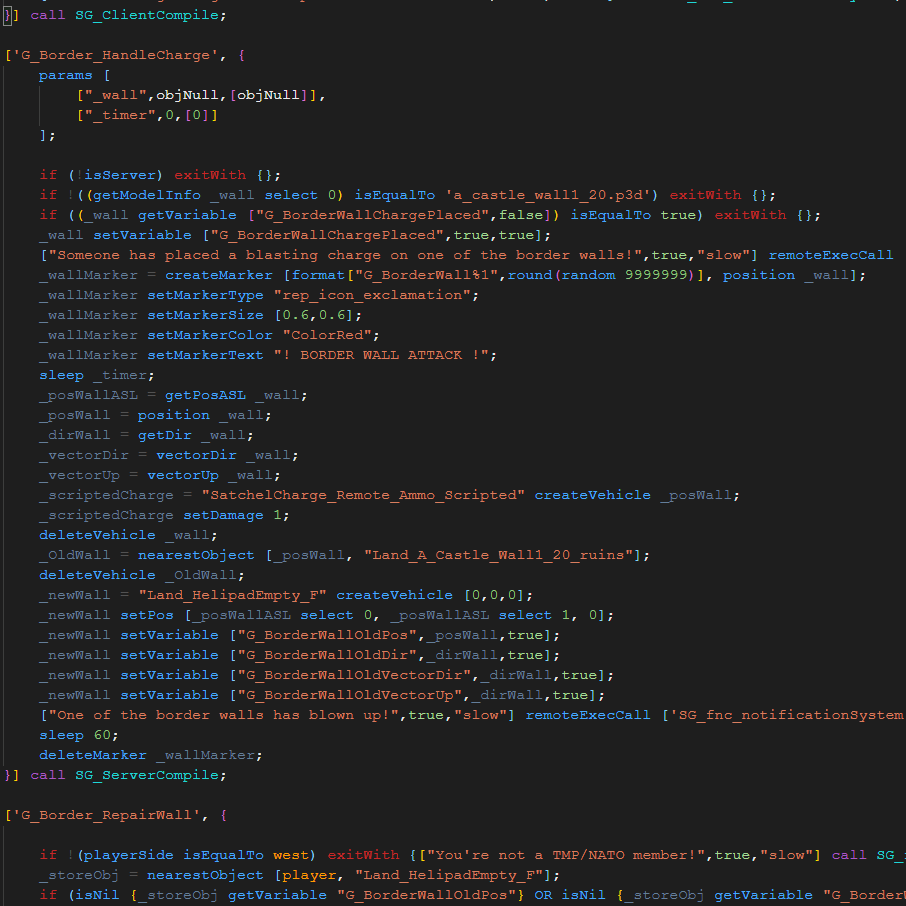 }] call SG_ClientCompile;
['G_Border_HandleCharge', {
params [
["_wall",objNull,[objNull]],
["_timer",0,[0]]
];
if (!isServer) exitWith {};
if !((getModelInfo _wall select 0) isEqualTo 'a_castle_wall1_20.p3d') exitWith {};
if ((_wall getVariable ["G_BorderWallChargePlaced",false]) isEqualTo true) exitWith {};
_wall setVariable ["G_BorderWallChargePlaced",true,true];
["Someone has placed a blasting charge on one of the border walls!",true,"slow"] remoteExecCall
_wallMarker = createMarker [format["G_BorderWall%1",round(random 9999999)], position _wall];
_wallMarker setMarkerType "rep_icon_exclamation";
_wallMarker setMarkerSize [0.6,0.6];
_wallMarker setMarkerColor "ColorRed";
_wallMarker setMarkerText "! BORDER WALL ATTACK !";
sleep _timer;
_posWallASL = getPosASL _wall;
_posWall = position _wall;
_dirWall = getDir _wall;
_vectorDir = vectorDir _wall;
_vectorUp = vectorUp _wall;
_scriptedCharge = "SatchelCharge_Remote_Ammo_Scripted" createVehicle _posWall;
_scriptedCharge setDamage 1;
deleteVehicle _wall;
_OldWall = nearestObject [_posWall, "Land_A_Castle_Wall1_20_ruins"];
deleteVehicle _OldWall;
_newWall = "Land_HelipadEmpty_F" createVehicle [0,0,0];
_newWall setPos [_posWallASL select 0, _posWallASL select 1, 0];
_newWall setVariable ["G_BorderWallOldPos",_posWall,true];
_newWall setVariable ["G_BorderWallOldDir",_dirWall,true];
_newWall setVariable ["G_BorderWallOldVectorDir",_dirWall,true];
_newWall setVariable ["G_BorderWallOldVectorUp",_dirWall,true];
["One of the border walls has blown up!",true,"slow"] remoteExecCall ['SG_fnc_notificationSystem
sleep 60;
deleteMarker _wallMarker;
}] call SG_ServerCompile;
['G_Border_RepairWall', {
if !(playerSide isEqualTo west) exitWith {["You're not a TMP/NATO member!",true,"slow"] call SG_
_storeObj = nearestObject [player, "Land_HelipadEmpty_F"];
if (isNil {_storeObj getVariable "G_BorderWallOldPos"} OR isNil {_storeObj getVariable "G_Border